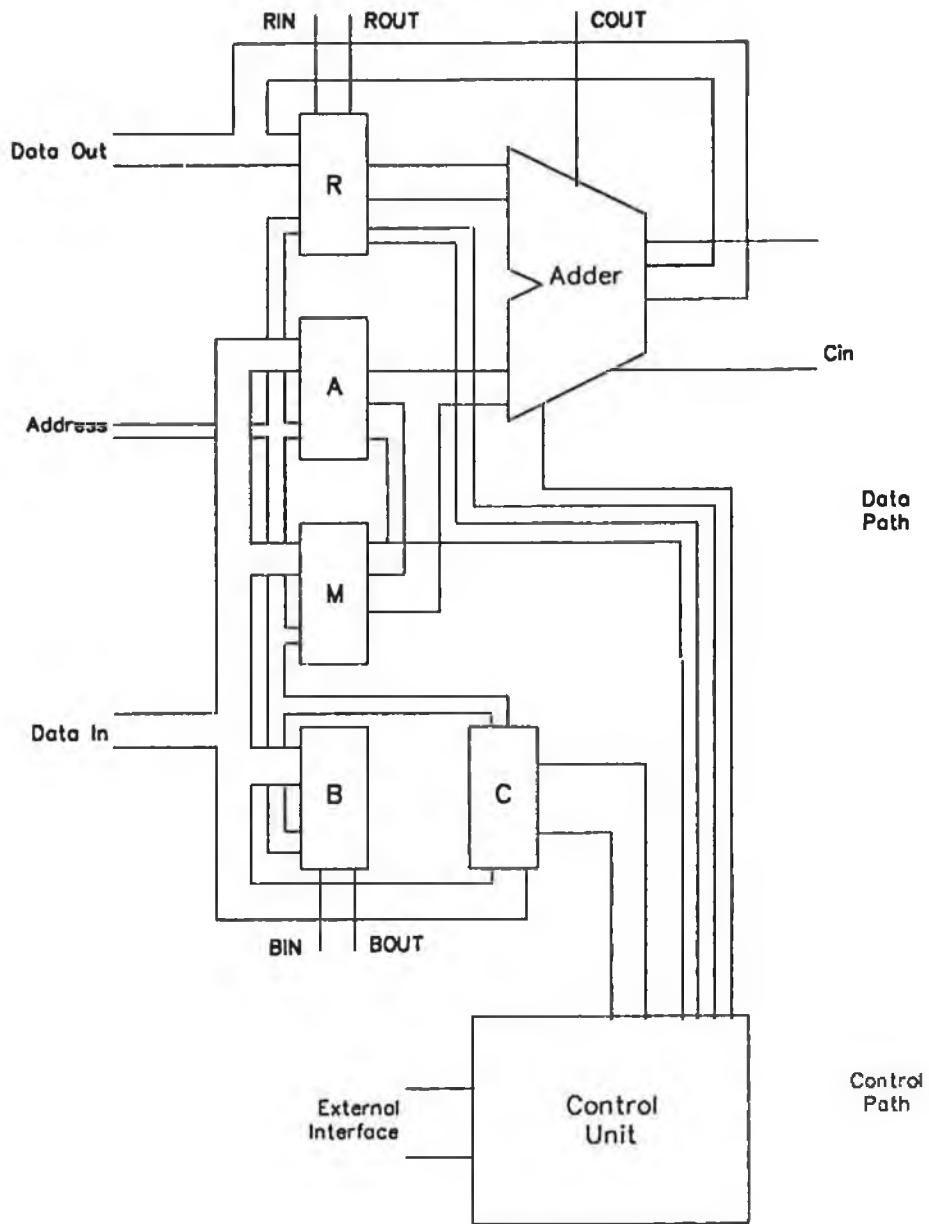 RIN ROUT COUT
Data Out
R
Adder
A
Cin
Address
Data
Path
M
Data In
B
C
BIN BOUT
Control
Unit
External
Interface
Control
Path